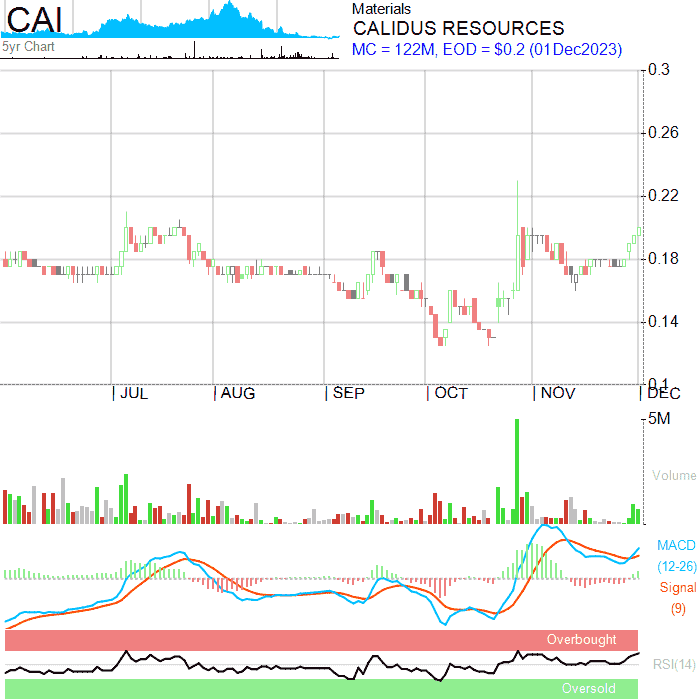 CAI
5yr Chart
Materials
CALIDUS RESOURCES
MC = 122M, EOD = $0.2 (01Dec2023)
0.3
0.26
0.22
0.18
0.14
0.1
| JUL | AUG | SEP | OCT | NOV | DEC
5M
Volume
MACD
(12-26)
Signal
(9)
Overbought
RSI(14)
Oversold